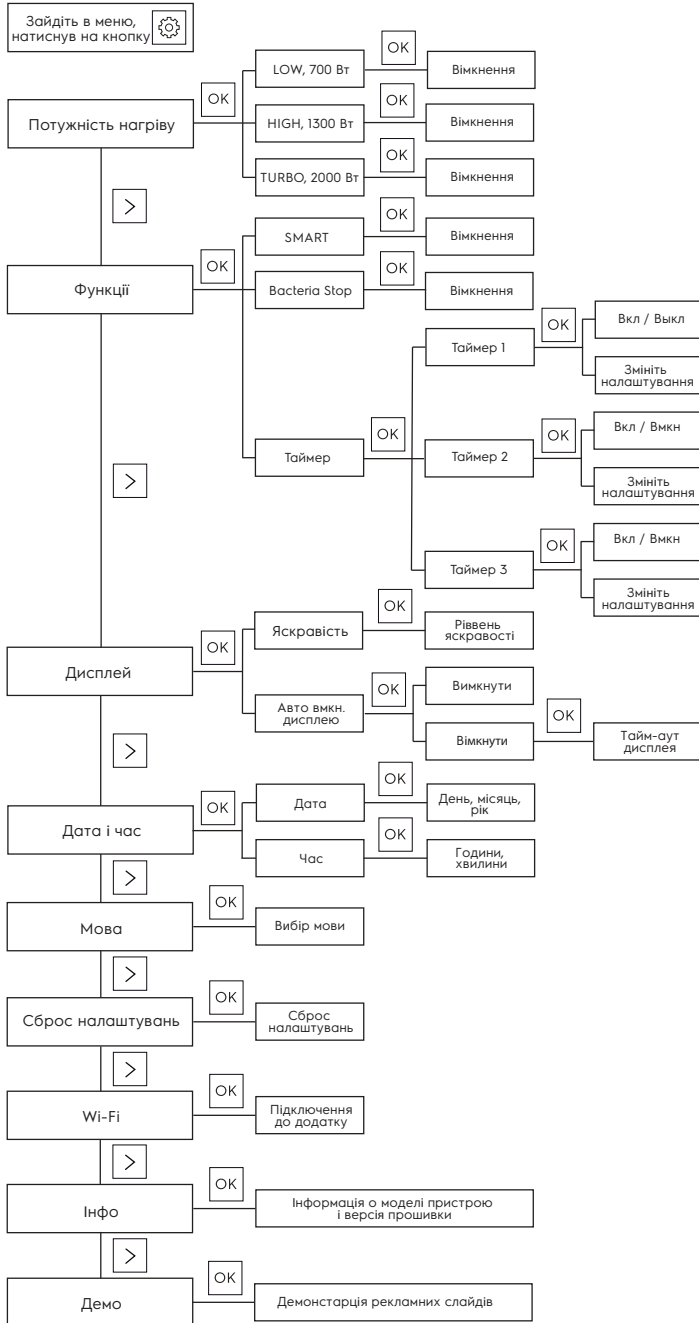 Зайдіть в меню,
натиснув на кнопку
OK
LOW, 700 Вт
OK
Вімкнення
Потужність нагріву
HIGH, 1300 Вт
OK
Вімкнення
TURBO, 2000 Вт
OK
Вімкнення
>
Функції
OK
SMART
OK
Вімкнення
Bacteria Stop
OK
Вімкнення
Таймер
OK
Таймер 1
OK
Вкл / Выкл
Змініть
налаштування
Таймер 2
OK
Вкл / Вмкн
Змініть
налаштування
Таймер 3
OK
Вкл / Вмкн
Змініть
налаштування
>
Дисплей
OK
Яскравість
OK
Ріввень
яскравості
Авто вмкн.
дисплею
OK
Вимкнути
Вімкнути
OK
Тайм-аут
дисплея
>
Дата і час
OK
Дата
OK
День, місяць,
рік
Час
OK
Години,
хвилини
>
Мова
OK
Вибір мови
>
Сброс налаштувань
OK
Сброс
налаштувань
>
Wi-Fi
OK
Підключення
до додатку
>
Інфо
OK
Інформація о моделі пристрою
і версія прошивки
>
Демо
OK
Демонстарція рекламних слайдів